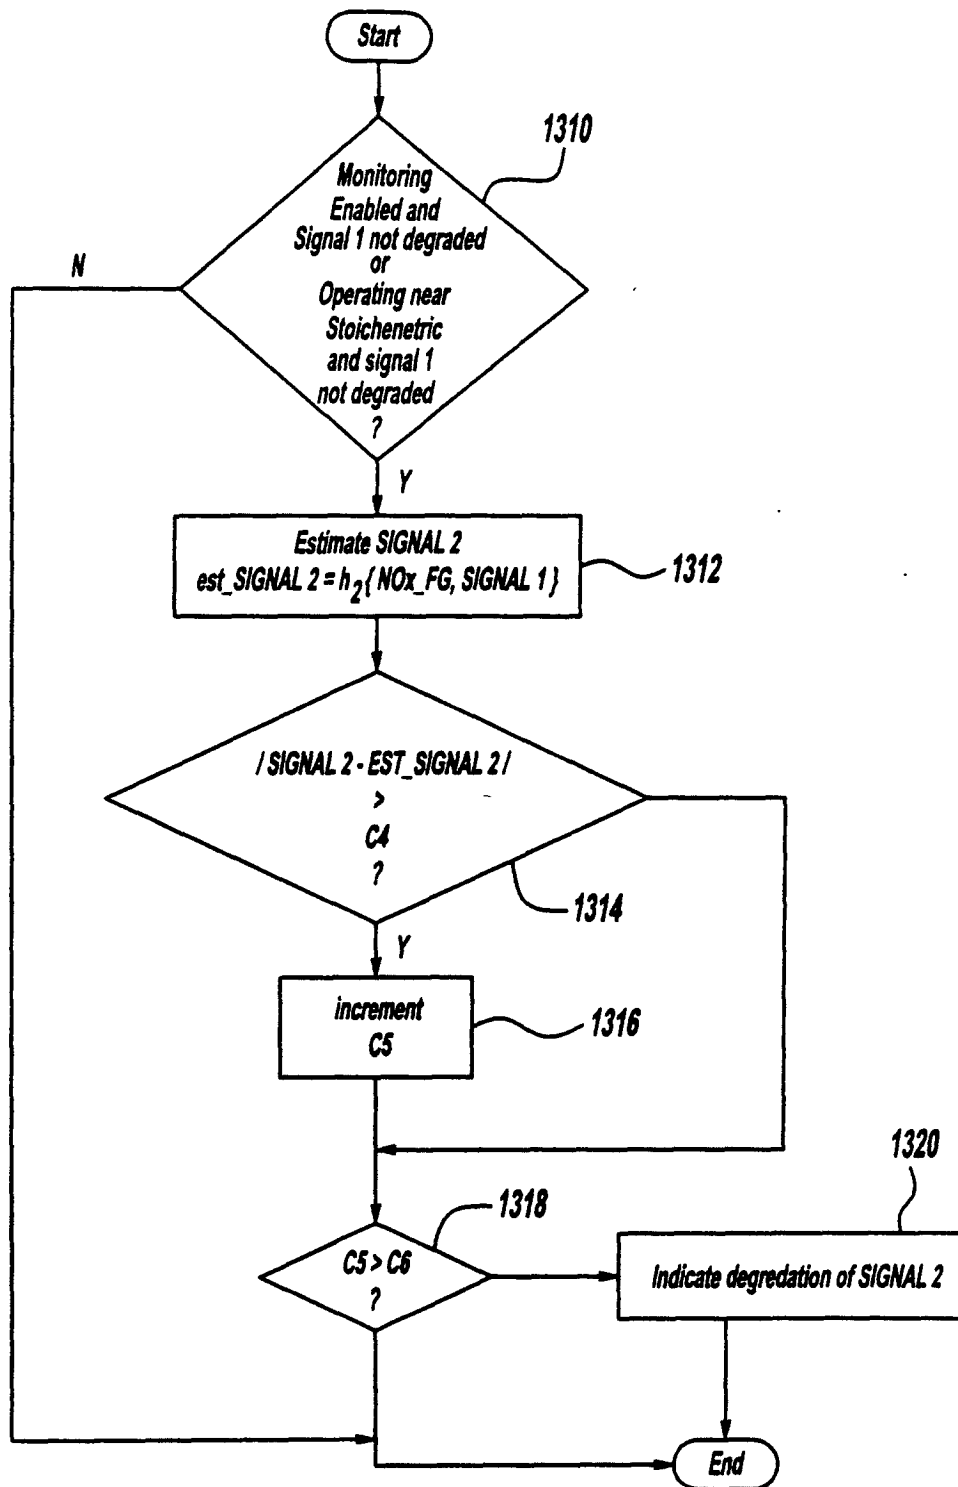 Start
1310
Monitoring
Enabled and
Signal 1 not degraded
or
Operating near
Stoichenetric
and signal 1
not degraded
?
N
Y
Estimate SIGNAL 2
est_SIGNAL 2 = h2{ NOx_FG, SIGNAL 1 }
1312
/ SIGNAL 2 - EST_SIGNAL 2 /
>
C4
?
1314
Y
increment
C5
1316
1320
1318
C5 > C6
?
Indicate degredation of SIGNAL 2
End